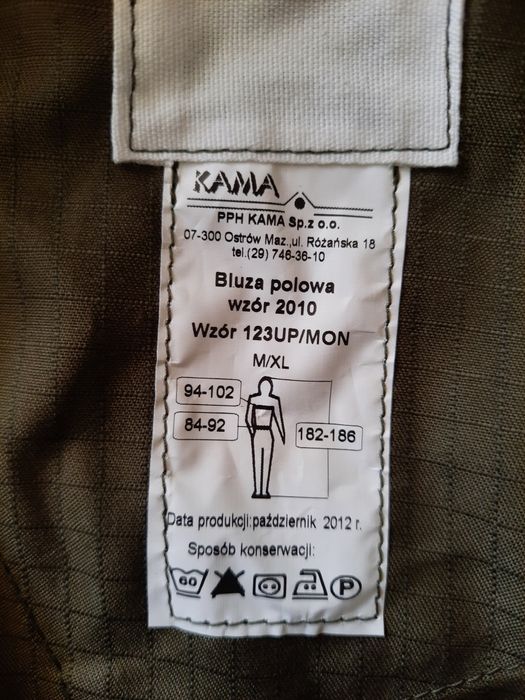 KAMA
PPH KAMA Sp.z o.o.
07-300 Ostrów Maz.,ul. Różańska 18
tel.(29) 746-36-10
Bluza polowa
wzór 2010
Wzór 123UP/MON
M/XL
94-102
84-92
182-186
Data produkcji:październik 2012 r.
Sposób konserwacji:
60 P